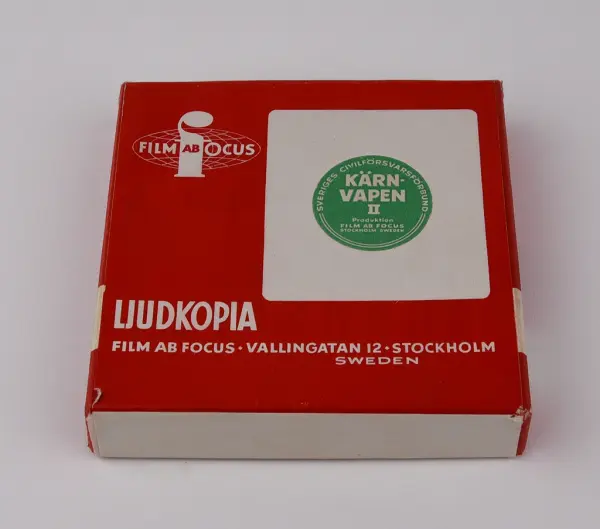 FILM AB FOCUS
SVERIGES CIVILFÖRSVARSFÖRBUND
KÄRN-
VAPEN
II
Produktion
FILM AB FOCUS
STOCKHOLM SWEDEN
LJUDKOPIA
FILM AB FOCUS · VALLINGATAN 12 · STOCKHOLM
SWEDEN